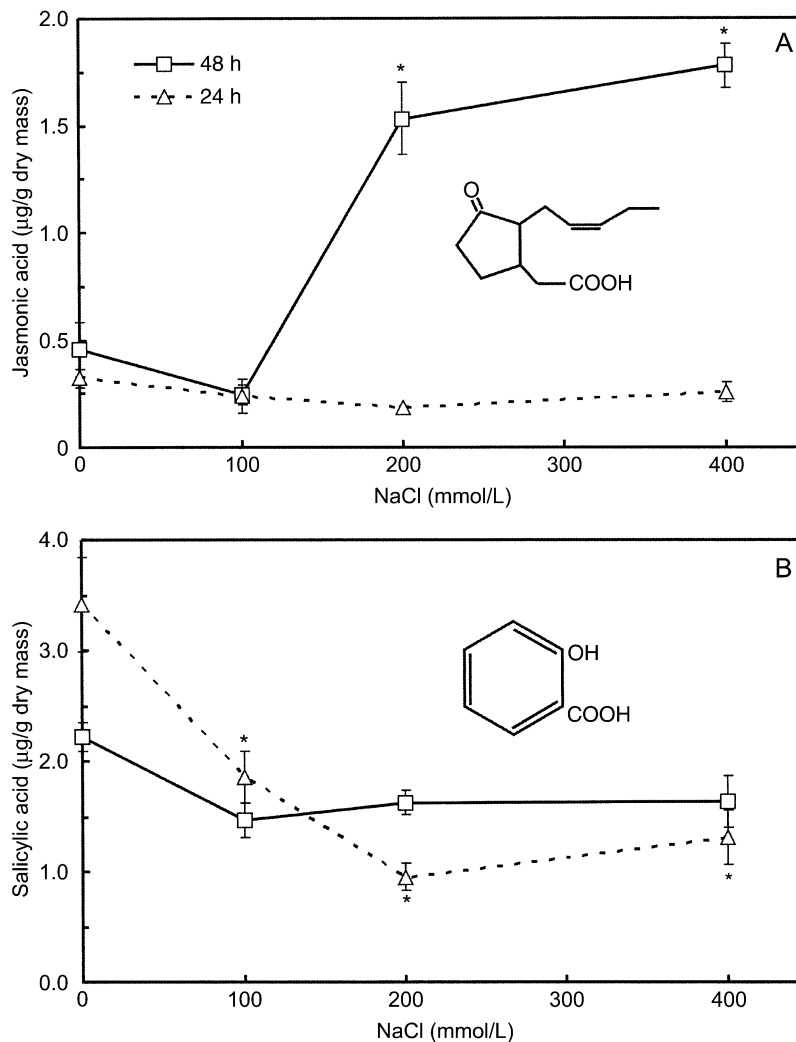 2.0
A
*
*
48 h
24 h
1.5
1.0
0.5
0
Jasmonic acid (µg/g dry mass)
O
COOH
0 100 200 300 400
NaCl (mmol/L)
4.0
B
3.0
2.0
1.0
0.0
Salicylic acid (µg/g dry mass)
OH
COOH
*
*
*
0 100 200 300 400
NaCl (mmol/L)